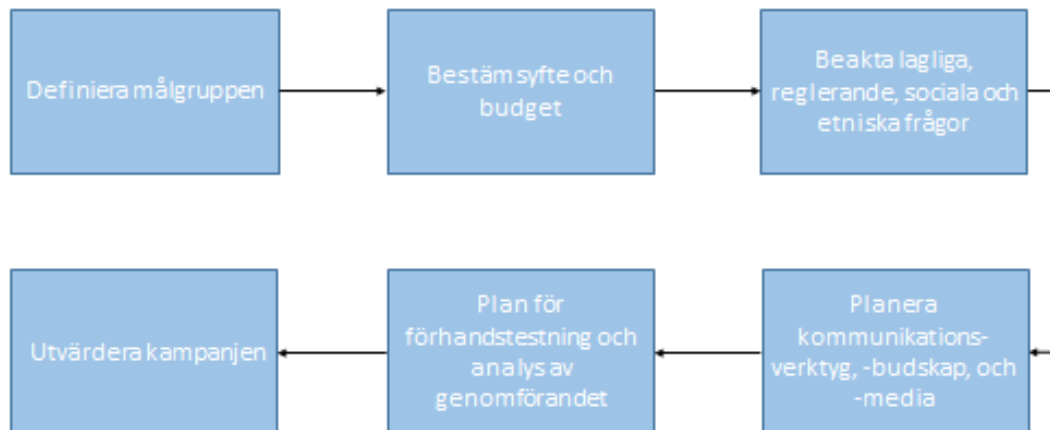 Definiera målgruppen
Bestäm syfte och
budget
Beakta lagliga,
reglerande, sociala och
etniska frågor
Planera
kommunikations-
verktyg, -budskap, och
-media
Plan för
förhandstestning och
analys av
genomförandet
Utvärdera kampanjen